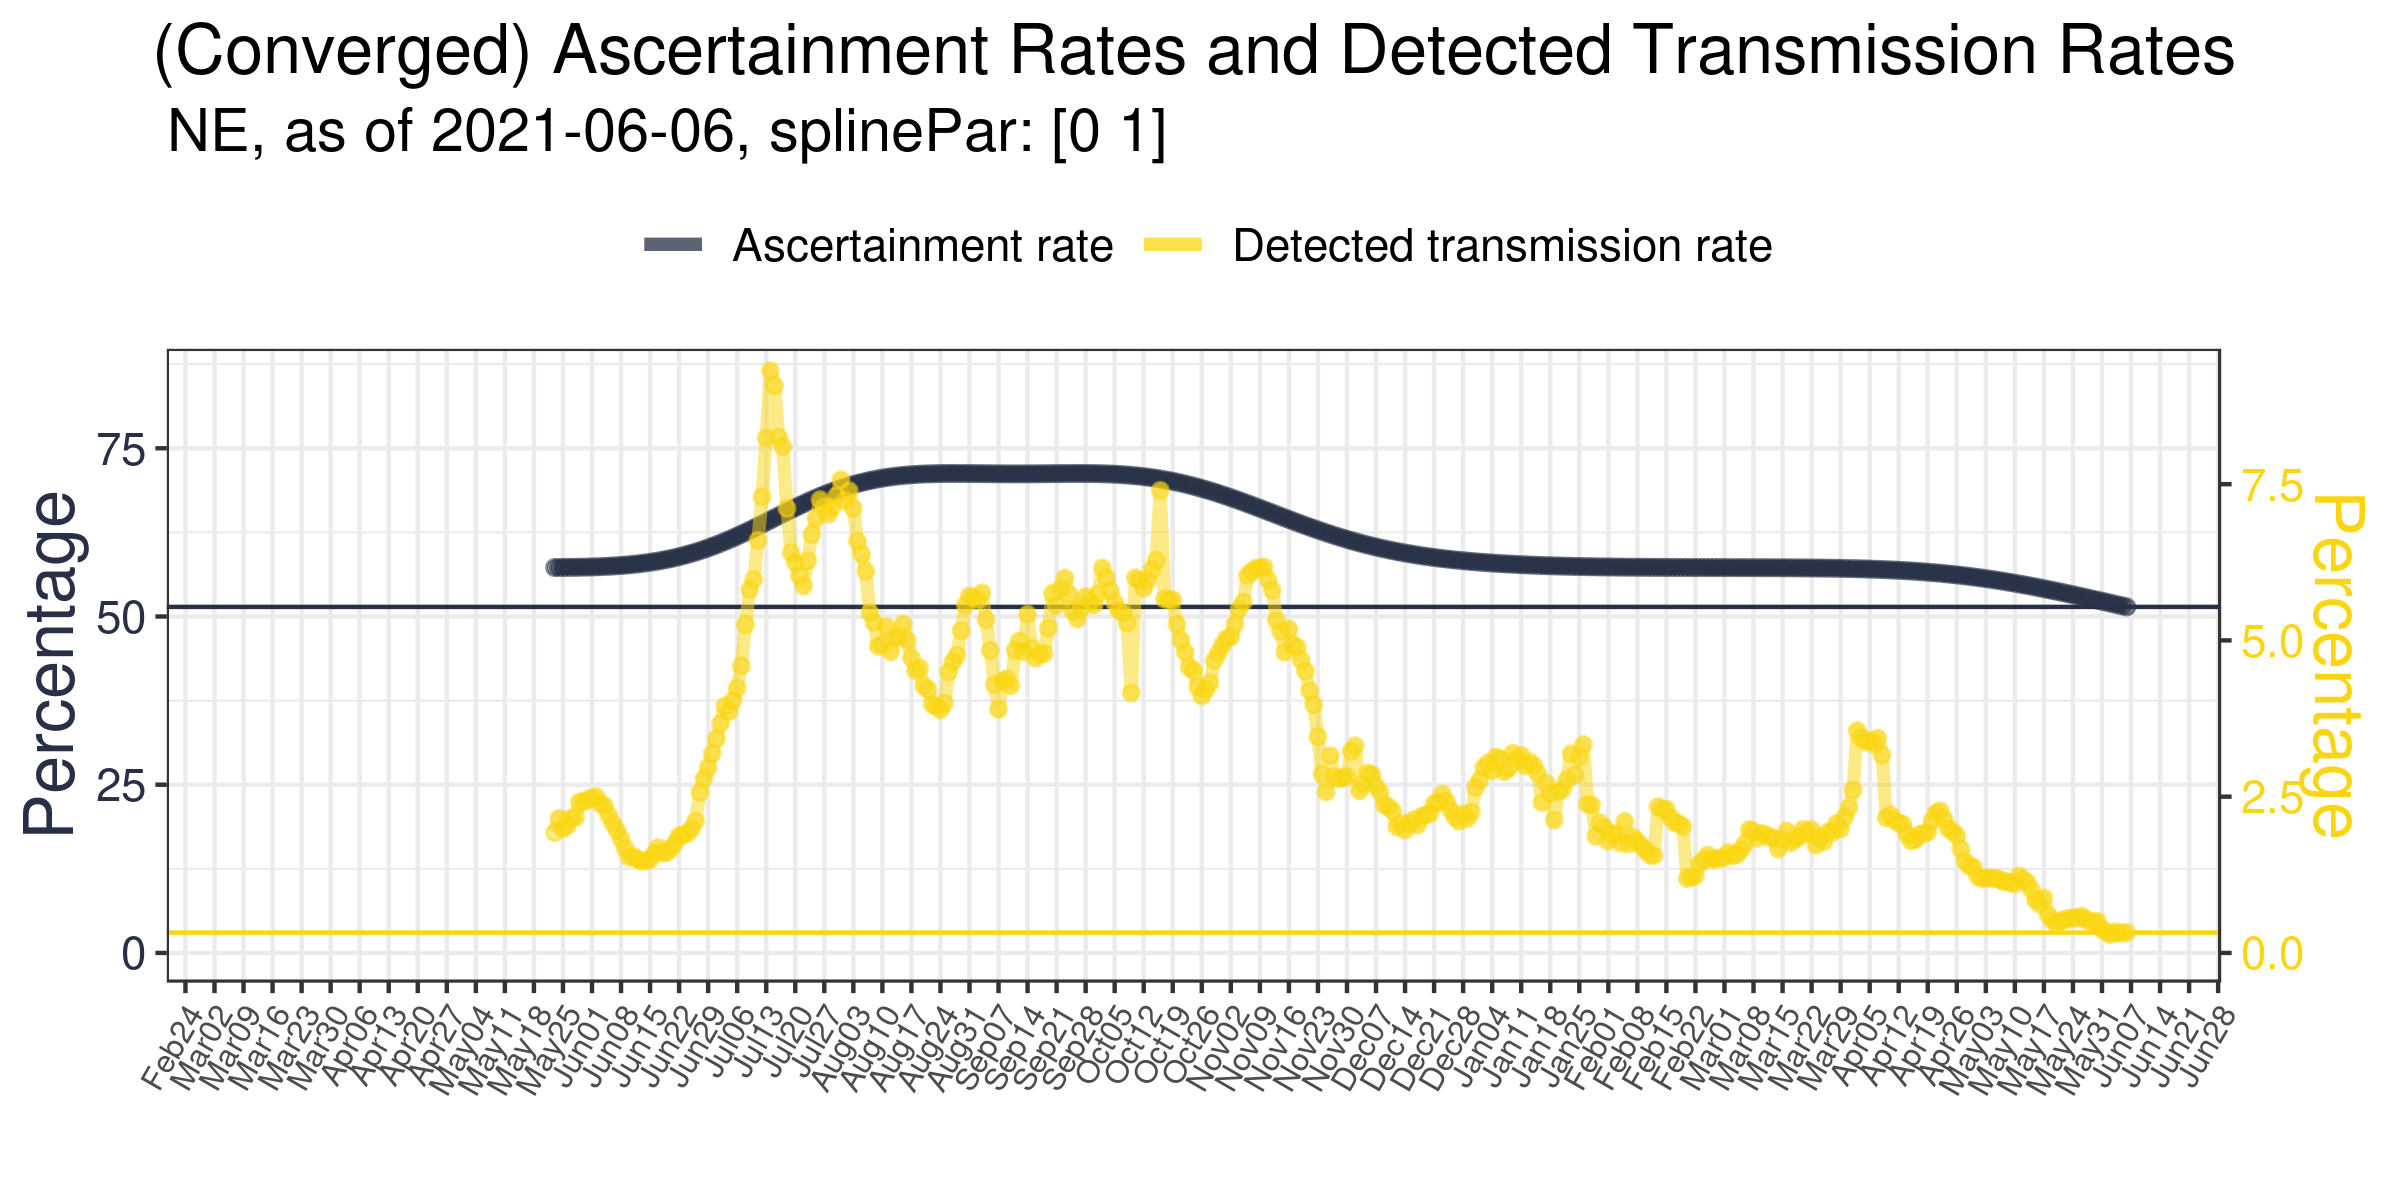 (Converged) Ascertainment Rates and Detected Transmission Rates
NE, as of 2021-06-06, splinePar: [0 1]
Ascertainment rate
Detected transmission rate
Percentage
75
50
25
0
7.5
5.0
2.5
0.0
Percentage
Feb24
Mar02
Mar09
Mar16
Mar23
Mar30
Apr06
Apr13
Apr20
Apr27
May04
May11
May18
May25
Jun01
Jun08
Jun15
Jun22
Jun29
Jul06
Jul13
Jul20
Jul27
Aug03
Aug10
Aug17
Aug24
Aug31
Sep07
Sep14
Sep21
Sep28
Oct05
Oct12
Oct19
Oct26
Nov02
Nov09
Nov16
Nov23
Nov30
Dec07
Dec14
Dec21
Dec28
Jan04
Jan11
Jan18
Jan25
Feb01
Feb08
Feb15
Feb22
Mar01
Mar08
Mar15
Mar22
Mar29
Apr05
Apr12
Apr19
Apr26
May03
May10
May17
May24
May31
Jun07
Jun14
Jun21
Jun28